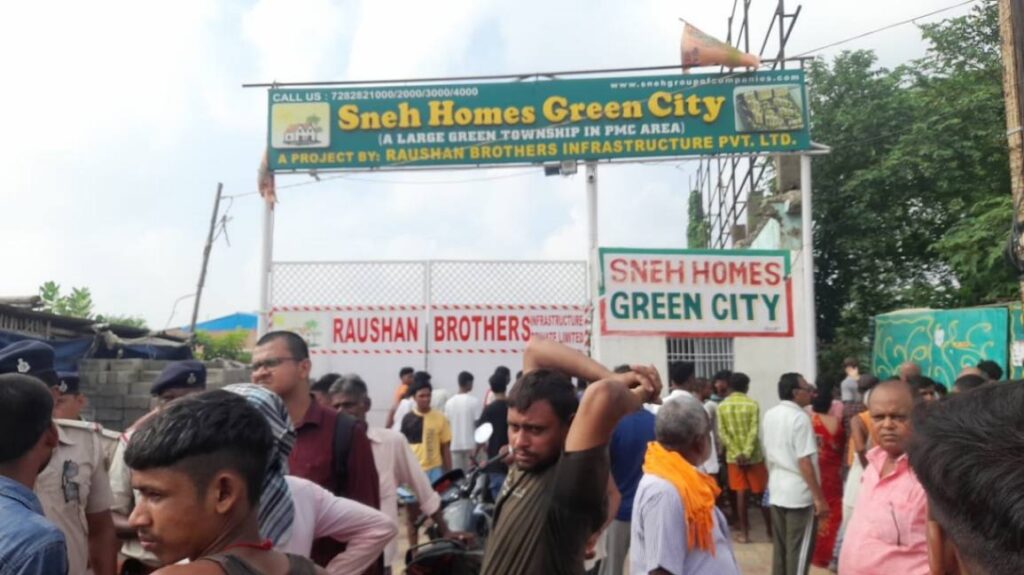 CALL US : 7282821000/2000/3000/4000
www.snehgroupofcompanies.com
Sneh Homes Green City
(A LARGE GREEN TOWNSHIP IN PMC AREA)
A PROJECT BY: RAUSHAN BROTHERS INFRASTRUCTURE PVT. LTD.
SNEH HOMES
GREEN CITY
RAUSHAN BROTHERS INFRASTRUCTURE
PRIVATE LIMITED